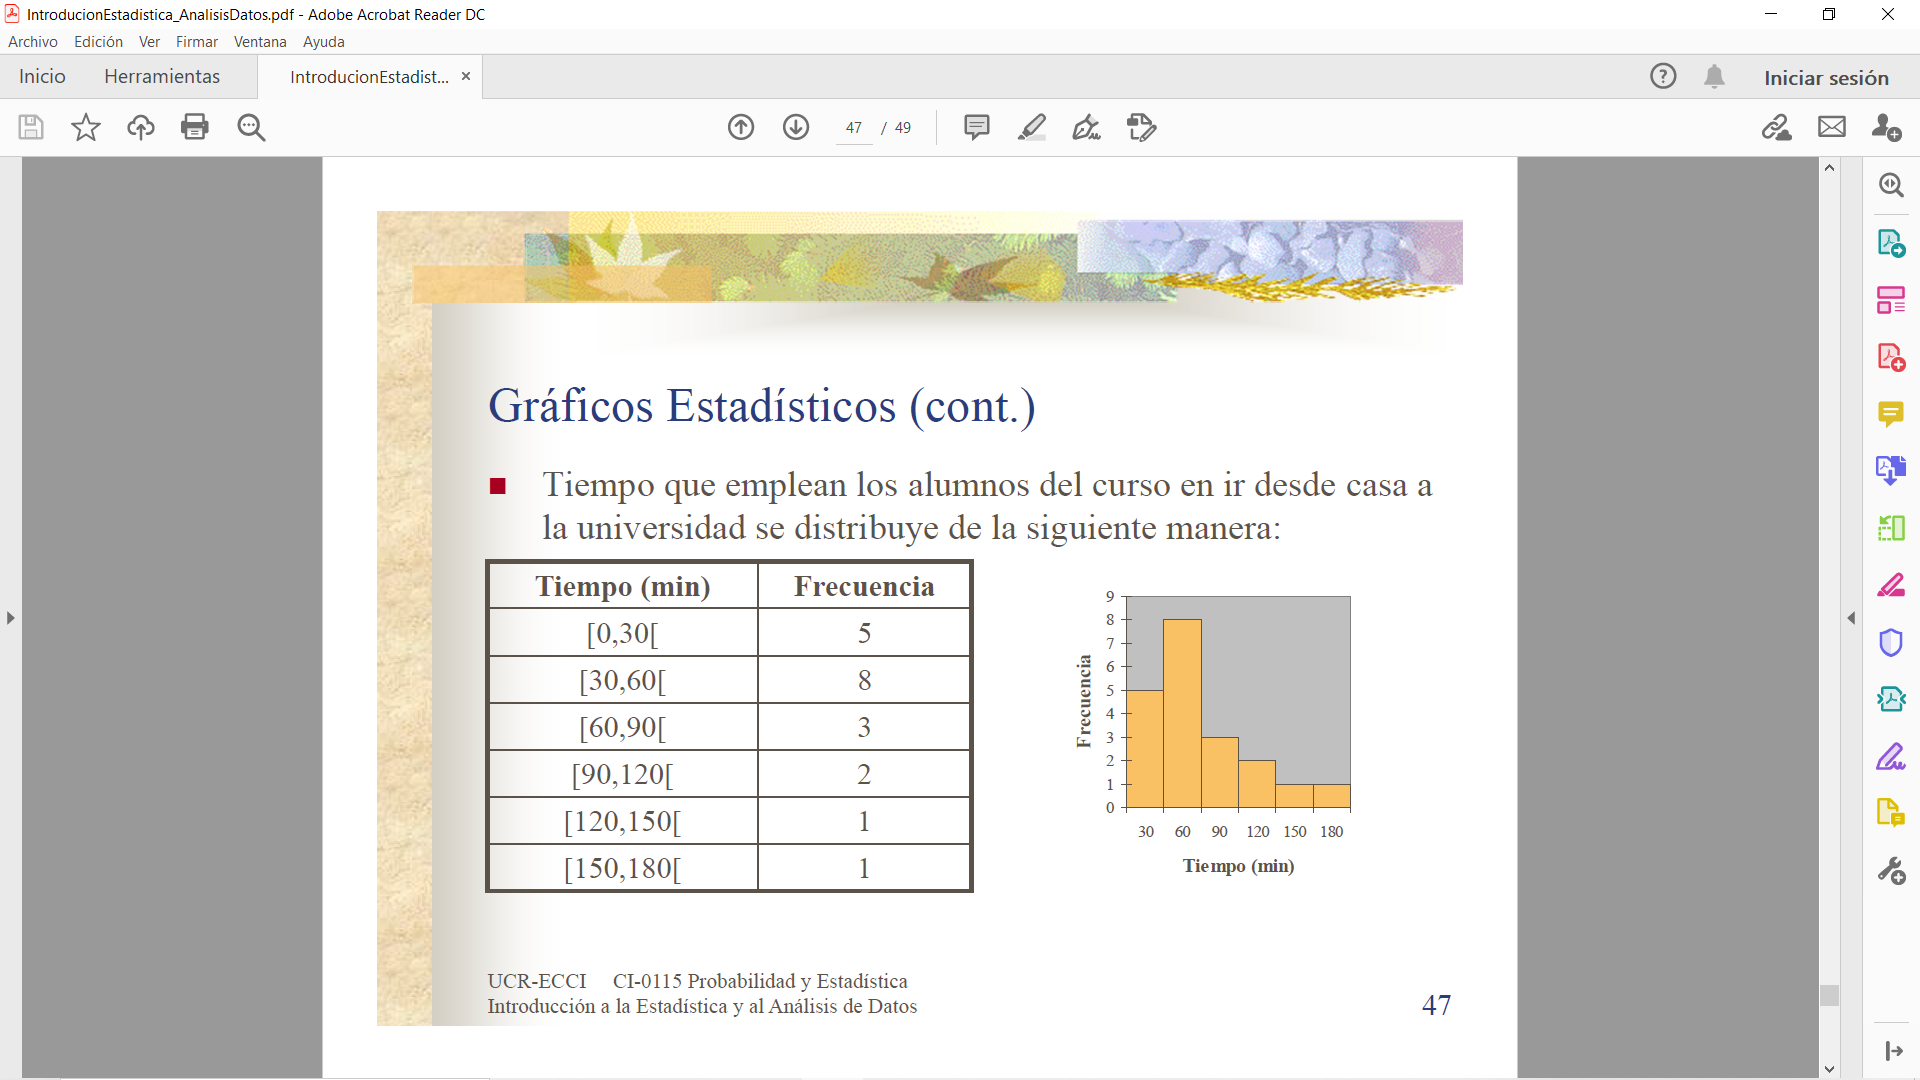 IntroducionEstadistica_AnalisisDatos.pdf - Adobe Acrobat Reader DC
Archivo Edición Ver Firmar Ventana Ayuda
Inicio Herramientas IntroducionEstadist... × Iniciar sesión
47 / 49
Gráficos Estadísticos (cont.)
Tiempo que emplean los alumnos del curso en ir desde casa a
la universidad se distribuye de la siguiente manera:
Tiempo (min) Frecuencia
[0,30[ 5
[30,60[ 8
[60,90[ 3
[90,120[ 2
[120,150[ 1
[150,180[ 1
Frecuencia
9
8
7
6
5
4
3
2
1
0
30 60 90 120 150 180
Tiempo (min)
UCR-ECCI CI-0115 Probabilidad y Estadística
Introducción a la Estadística y al Análisis de Datos
47